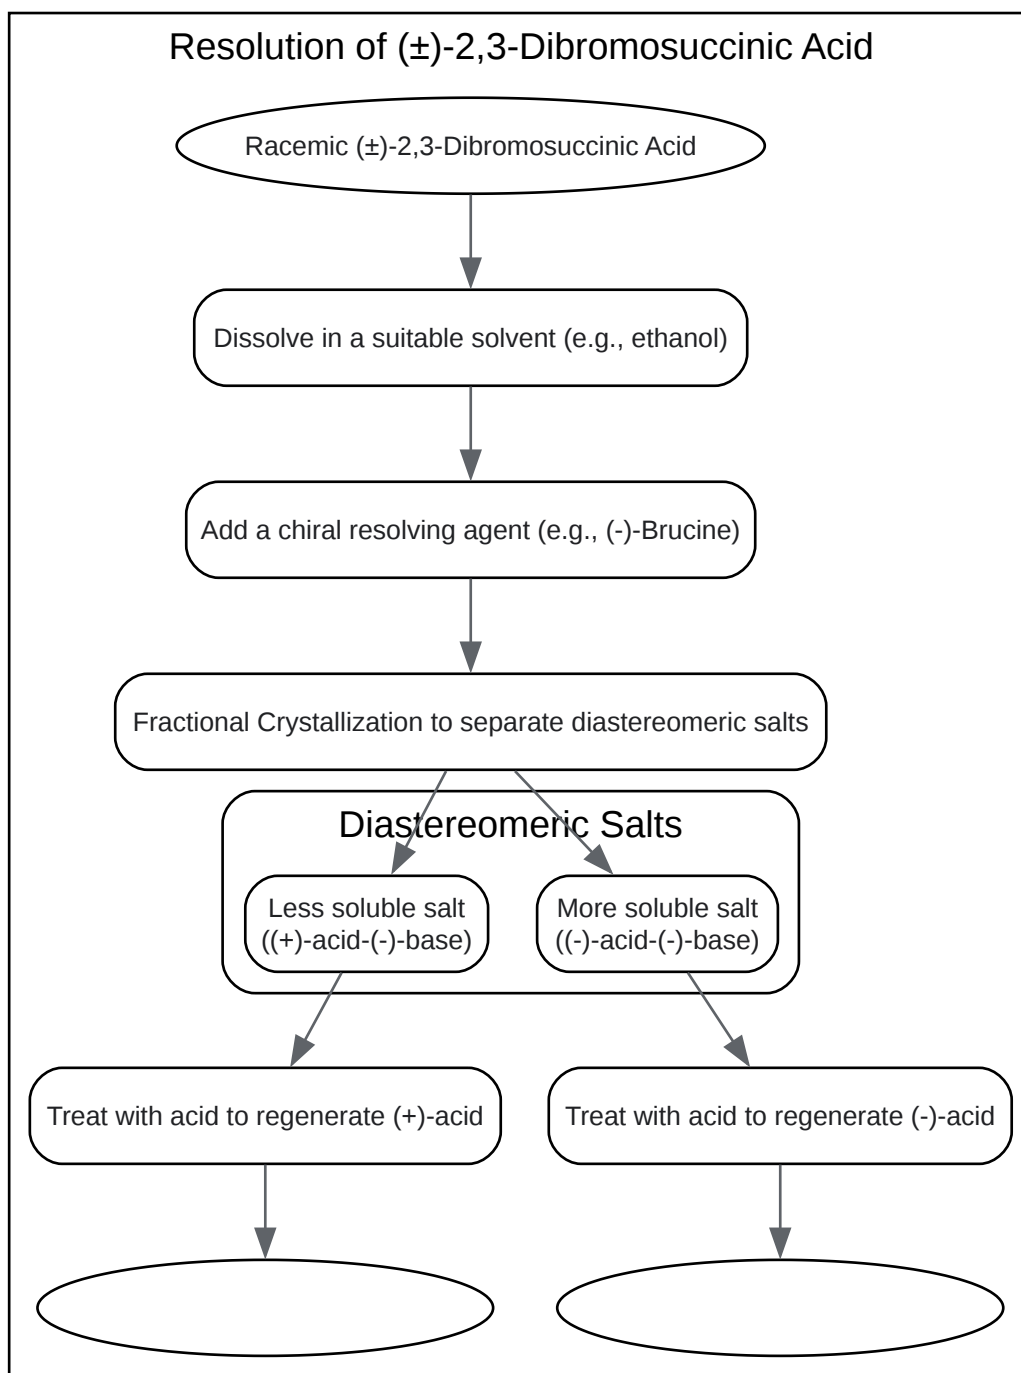 Resolution of (±)-2,3-Dibromosuccinic Acid
Racemic (±)-2,3-Dibromosuccinic Acid
Dissolve in a suitable solvent (e.g., ethanol)
Add a chiral resolving agent (e.g., (-)-Brucine)
Fractional Crystallization to separate diastereomeric salts
Diastereomeric Salts
Less soluble salt
((+)-acid-(-)-base)
More soluble salt
((-)-acid-(-)-base)
Treat with acid to regenerate (+)-acid
Treat with acid to regenerate (-)-acid